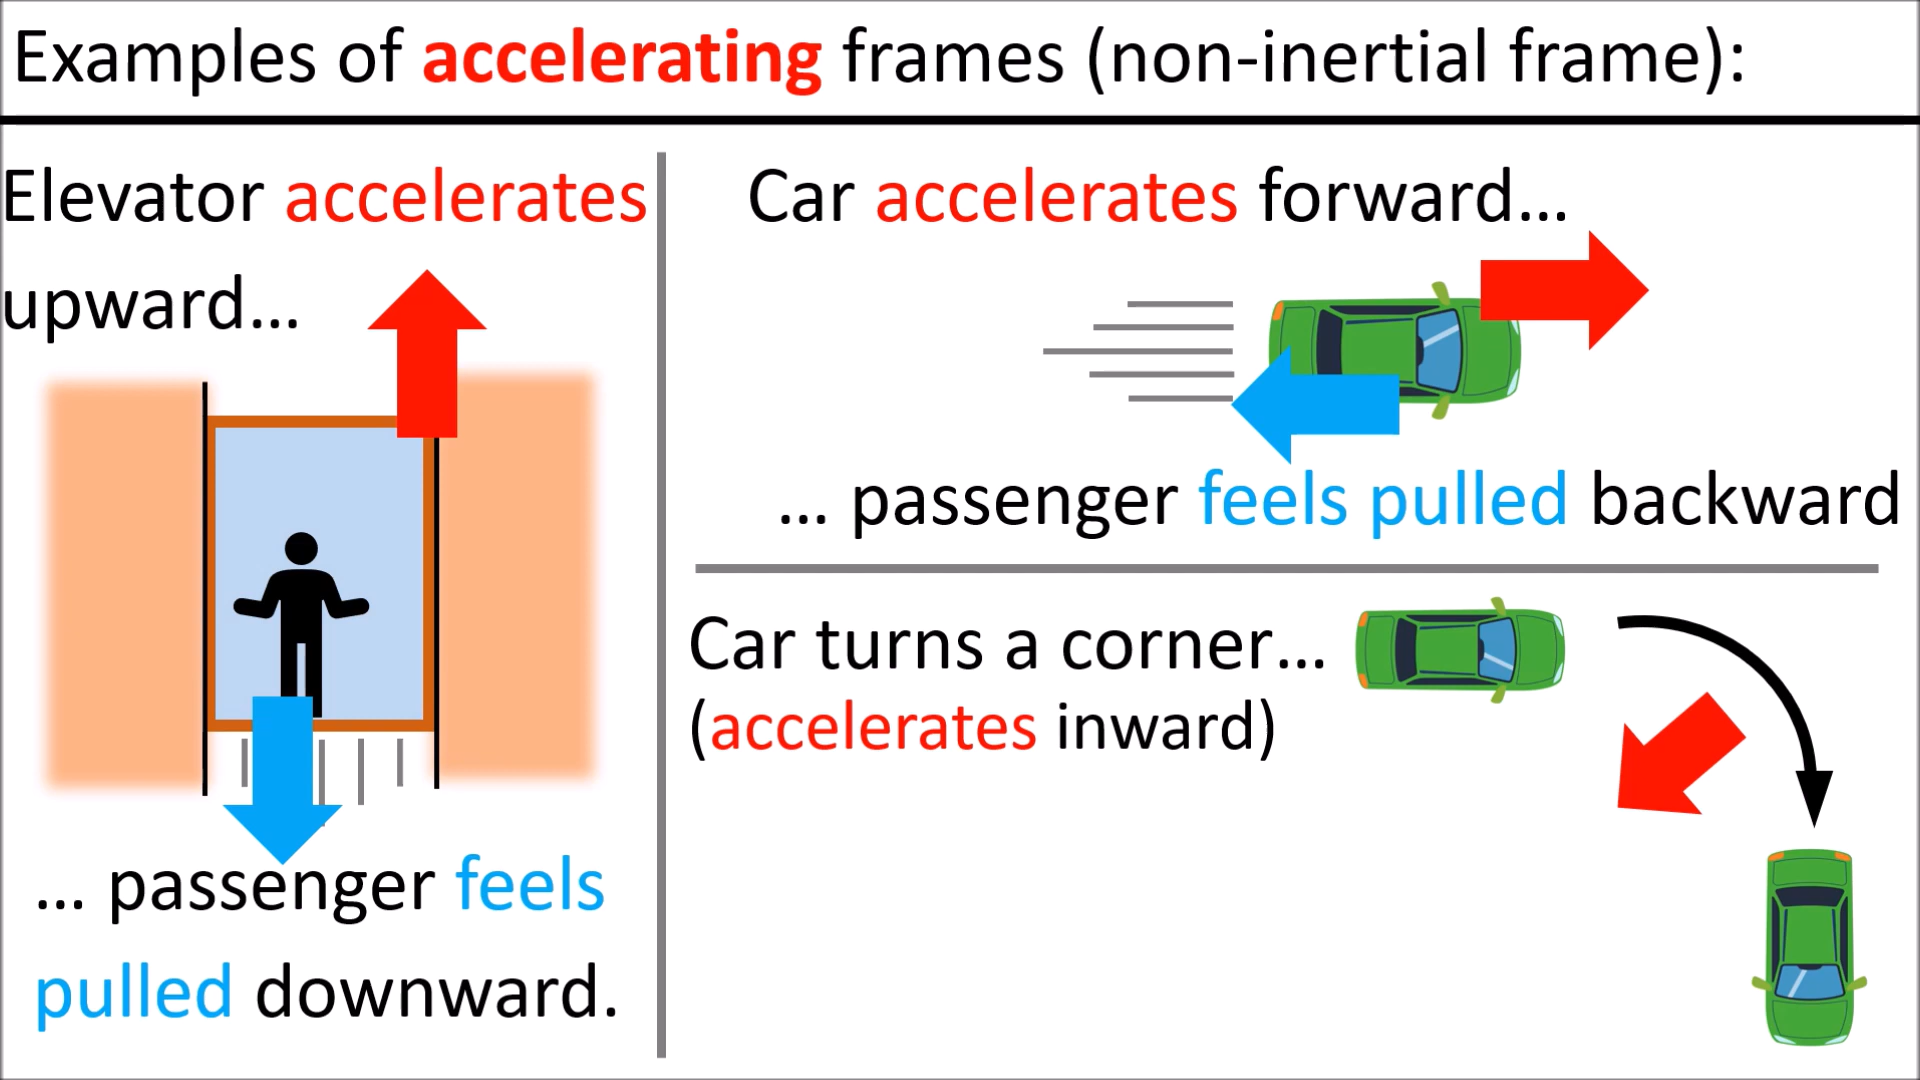 Examples of accelerating frames (non-inertial frame):
Elevator accelerates
upward...
... passenger feels
pulled downward.
Car accelerates forward...
... passenger feels pulled backward
Car turns a corner...
(accelerates inward)